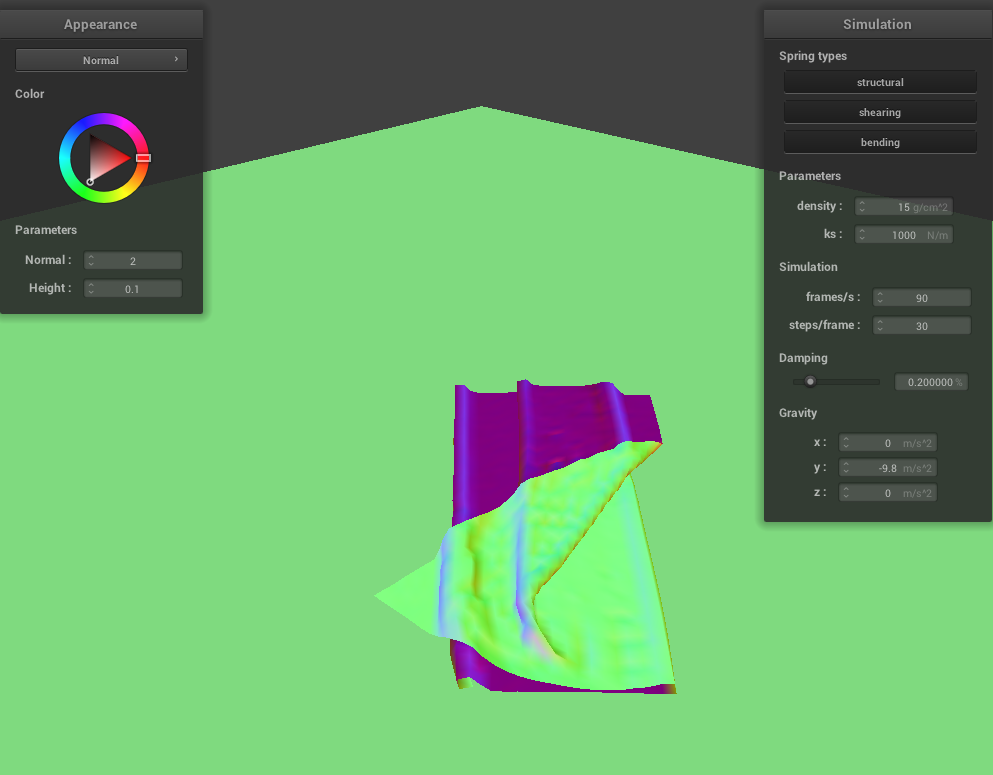 Appearance
Normal
Color
Parameters
Normal : 2
Height : 0.1
Simulation
Spring types
structural
shearing
bending
Parameters
density : 15 g/cm^2
ks : 1000 N/m
Simulation
frames/s : 90
steps/frame : 30
Damping
0.200000 %
Gravity
x : 0 m/s^2
y : -9.8 m/s^2
z : 0 m/s^2